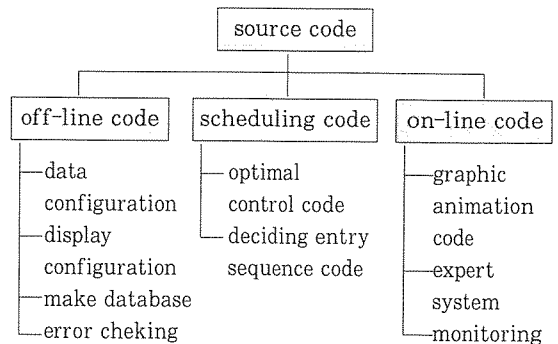 source code
off-line code
scheduling code
on-line code
data
configuration
display
configuration
make database
error cheking
optimal
control code
deciding entry
sequence code
graphic
animation
code
expert
system
monitoring